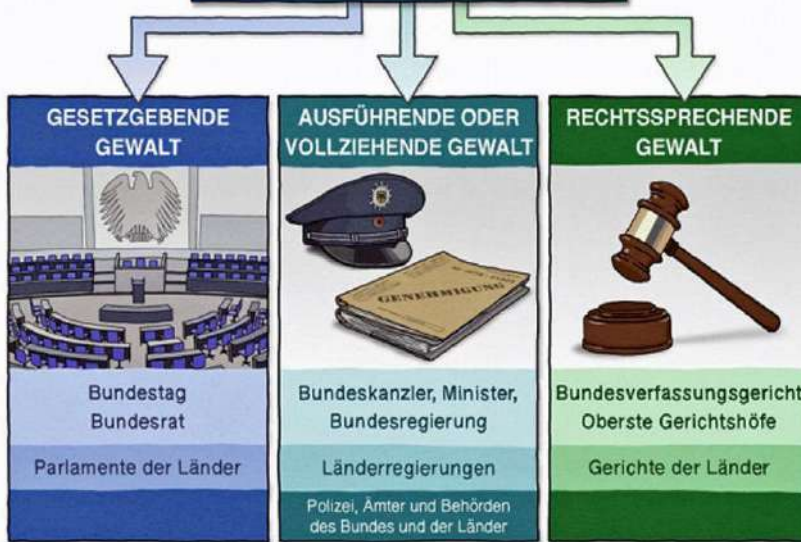 GESETZGEBENDE
GEWALT
Bundestag
Bundesrat
Parlamente der Länder
AUSFÜHRENDE ODER
VOLLZIEHENDE GEWALT
GENEHMIGUNG
Bundeskanzler, Minister,
Bundesregierung
Länderregierungen
Polizei, Ämter und Behörden
des Bundes und der Länder
RECHTSSPRECHENDE
GEWALT
Bundesverfassungsgericht
Oberste Gerichtshöfe
Gerichte der Länder